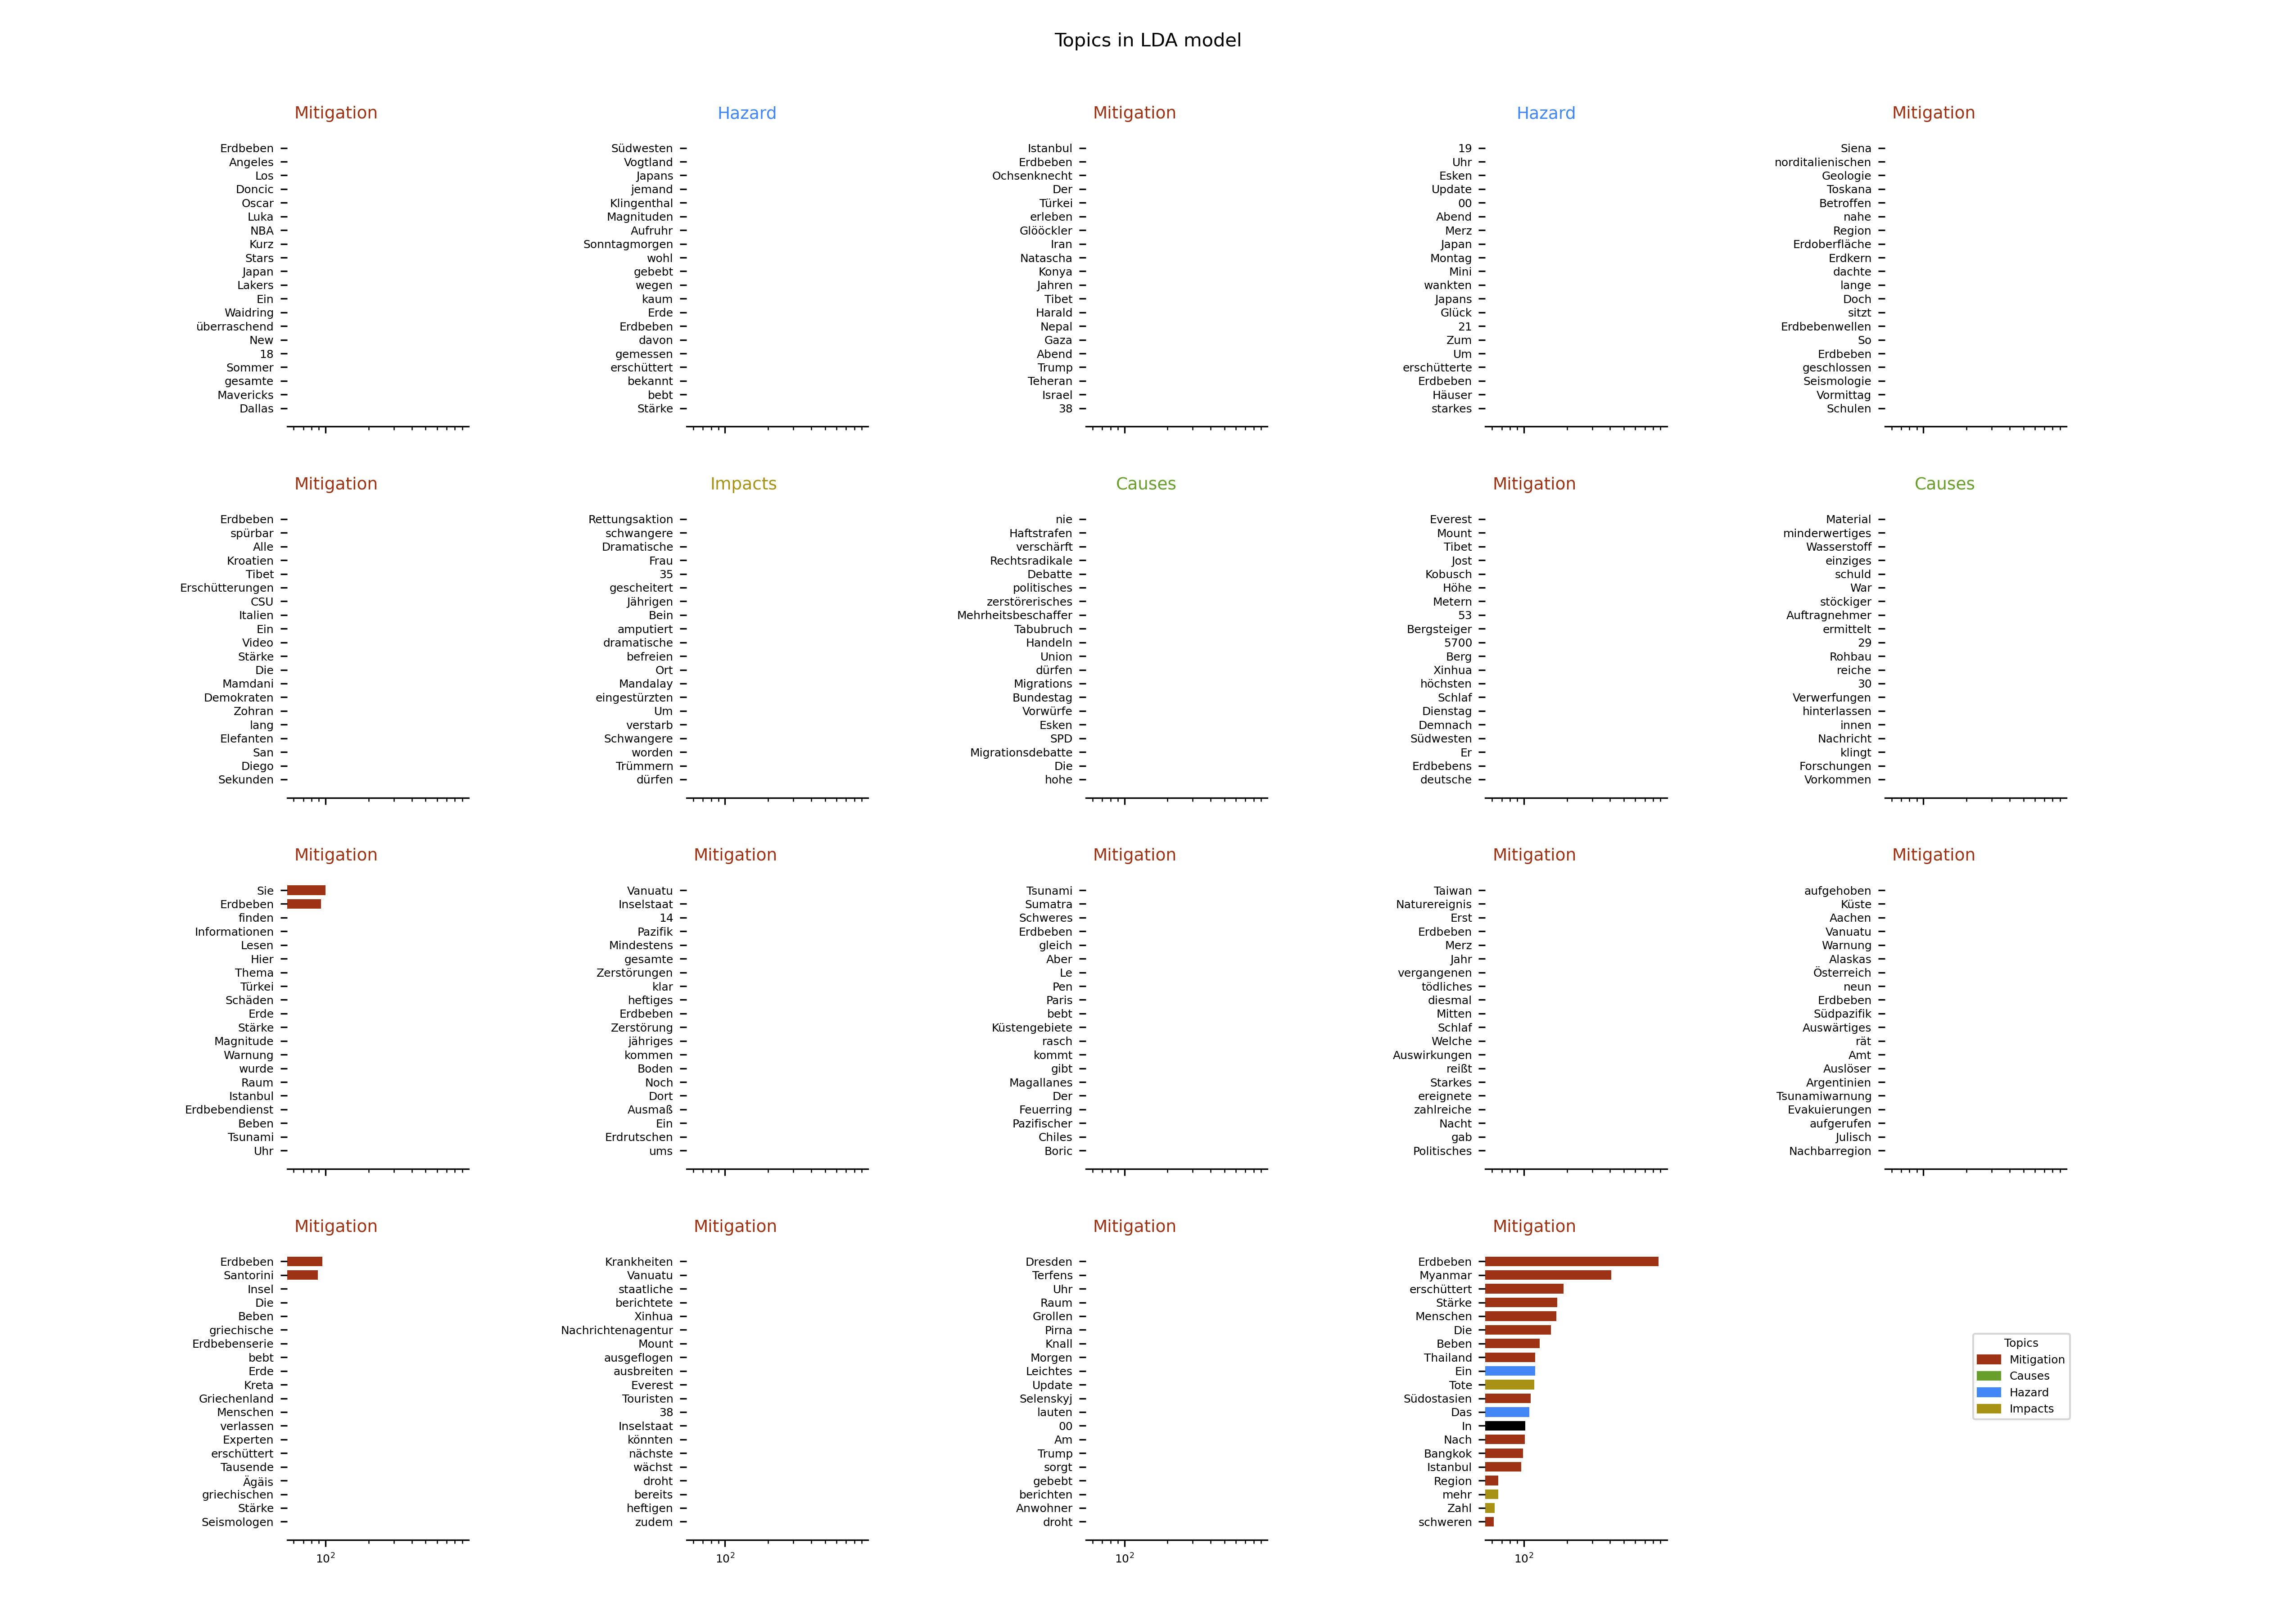 Topics in LDA model
Mitigation
Erdbeben
Angeles
Los
Doncic
Oscar
Luka
NBA
Kurz
Stars
Japan
Lakers
Ein
Waidring
überraschend
New
18
Sommer
gesamte
Mavericks
Dallas
Hazard
Südwesten
Vogtland
Japans
jemand
Klingenthal
Magnituden
Aufruhr
Sonntagmorgen
wohl
gebebt
wegen
kaum
Erde
Erdbeben
davon
gemessen
erschüttert
bekannt
bebt
Stärke
Mitigation
Istanbul
Erdbeben
Ochsenknecht
Der
Türkei
erleben
Glööckler
Iran
Natascha
Konya
Jahren
Tibet
Harald
Nepal
Gaza
Abend
Trump
Teheran
Israel
38
Hazard
19
Uhr
Esken
Update
00
Abend
Merz
Japan
Montag
Mini
wankten
Japans
Glück
21
Zum
Um
erschütterte
Erdbeben
Häuser
starkes
Mitigation
Siena
norditalienischen
Geologie
Toskana
Betroffen
nahe
Region
Erdoberfläche
Erdkern
dachte
lange
Doch
sitzt
Erdbebenwellen
So
Erdbeben
geschlossen
Seismologie
Vormittag
Schulen
Mitigation
Erdbeben
spürbar
Alle
Kroatien
Tibet
Erschütterungen
CSU
Italien
Ein
Video
Stärke
Die
Mamdani
Demokraten
Zohran
lang
Elefanten
San
Diego
Sekunden
Impacts
Rettungsaktion
schwangere
Dramatische
Frau
35
gescheitert
Jährigen
Bein
amputiert
dramatische
befreien
Ort
Mandalay
eingestürzten
Um
verstarb
Schwangere
worden
Trümmern
dürfen
Causes
nie
Haftstrafen
verschärft
Rechtsradikale
Debatte
politisches
zerstörerisches
Mehrheitsbeschaffer
Tabubruch
Handeln
Union
dürfen
Migrations
Bundestag
Vorwürfe
Esken
SPD
Migrationsdebatte
Die
hohe
Mitigation
Everest
Mount
Tibet
Jost
Kobusch
Höhe
Metern
53
Bergsteiger
5700
Berg
Xinhua
höchsten
Schlaf
Dienstag
Demnach
Südwesten
Er
Erdbebens
deutsche
Causes
Material
minderwertiges
Wasserstoff
einziges
schuld
War
stöckiger
Auftragnehmer
ermittelt
29
Rohbau
reiche
30
Verwerfungen
hinterlassen
innen
Nachricht
klingt
Forschungen
Vorkommen
Mitigation
Sie
Erdbeben
finden
Informationen
Lesen
Hier
Thema
Türkei
Schäden
Erde
Stärke
Magnitude
Warnung
wurde
Raum
Istanbul
Erdbebendienst
Beben
Tsunami
Uhr
Mitigation
Vanuatu
Inselstaat
14
Pazifik
Mindestens
gesamte
Zerstörungen
klar
heftiges
Erdbeben
Zerstörung
jähriges
kommen
Boden
Noch
Dort
Ausmaß
Ein
Erdrutschen
ums
Mitigation
Tsunami
Sumatra
Schweres
Erdbeben
gleich
Aber
Le
Pen
Paris
bebt
Küstengebiete
rasch
kommt
gibt
Magallanes
Der
Feuerring
Pazifischer
Chiles
Boric
Mitigation
Taiwan
Naturereignis
Erst
Erdbeben
Merz
Jahr
vergangenen
tödliches
diesmal
Mitten
Schlaf
Welche
Auswirkungen
reißt
Starkes
ereignete
zahlreiche
Nacht
gab
Politisches
Mitigation
aufgehoben
Küste
Aachen
Vanuatu
Warnung
Alaskas
Österreich
neun
Erdbeben
Südpazifik
Auswärtiges
rät
Amt
Auslöser
Argentinien
Tsunamiwarnung
Evakuierungen
aufgerufen
Julisch
Nachbarregion
Mitigation
Erdbeben
Santorini
Insel
Die
Beben
griechische
Erdbebenserie
bebt
Erde
Kreta
Griechenland
Menschen
verlassen
Experten
erschüttert
Tausende
Ägäis
griechischen
Stärke
Seismologen
10²
Mitigation
Krankheiten
Vanuatu
staatliche
berichtete
Xinhua
Nachrichtenagentur
Mount
ausgeflogen
ausbreiten
Everest
Touristen
38
Inselstaat
könnten
nächste
wächst
droht
bereits
heftigen
zudem
10²
Mitigation
Dresden
Terfens
Uhr
Raum
Grollen
Pirna
Knall
Morgen
Leichtes
Update
Selenskyj
lauten
00
Am
Trump
sorgt
gebebt
berichten
Anwohner
droht
10²
Mitigation
Erdbeben
Myanmar
erschüttert
Stärke
Menschen
Die
Beben
Thailand
Ein
Tote
Südostasien
Das
In
Nach
Bangkok
Istanbul
Region
mehr
Zahl
schweren
10²
Topics
Mitigation
Causes
Hazard
Impacts